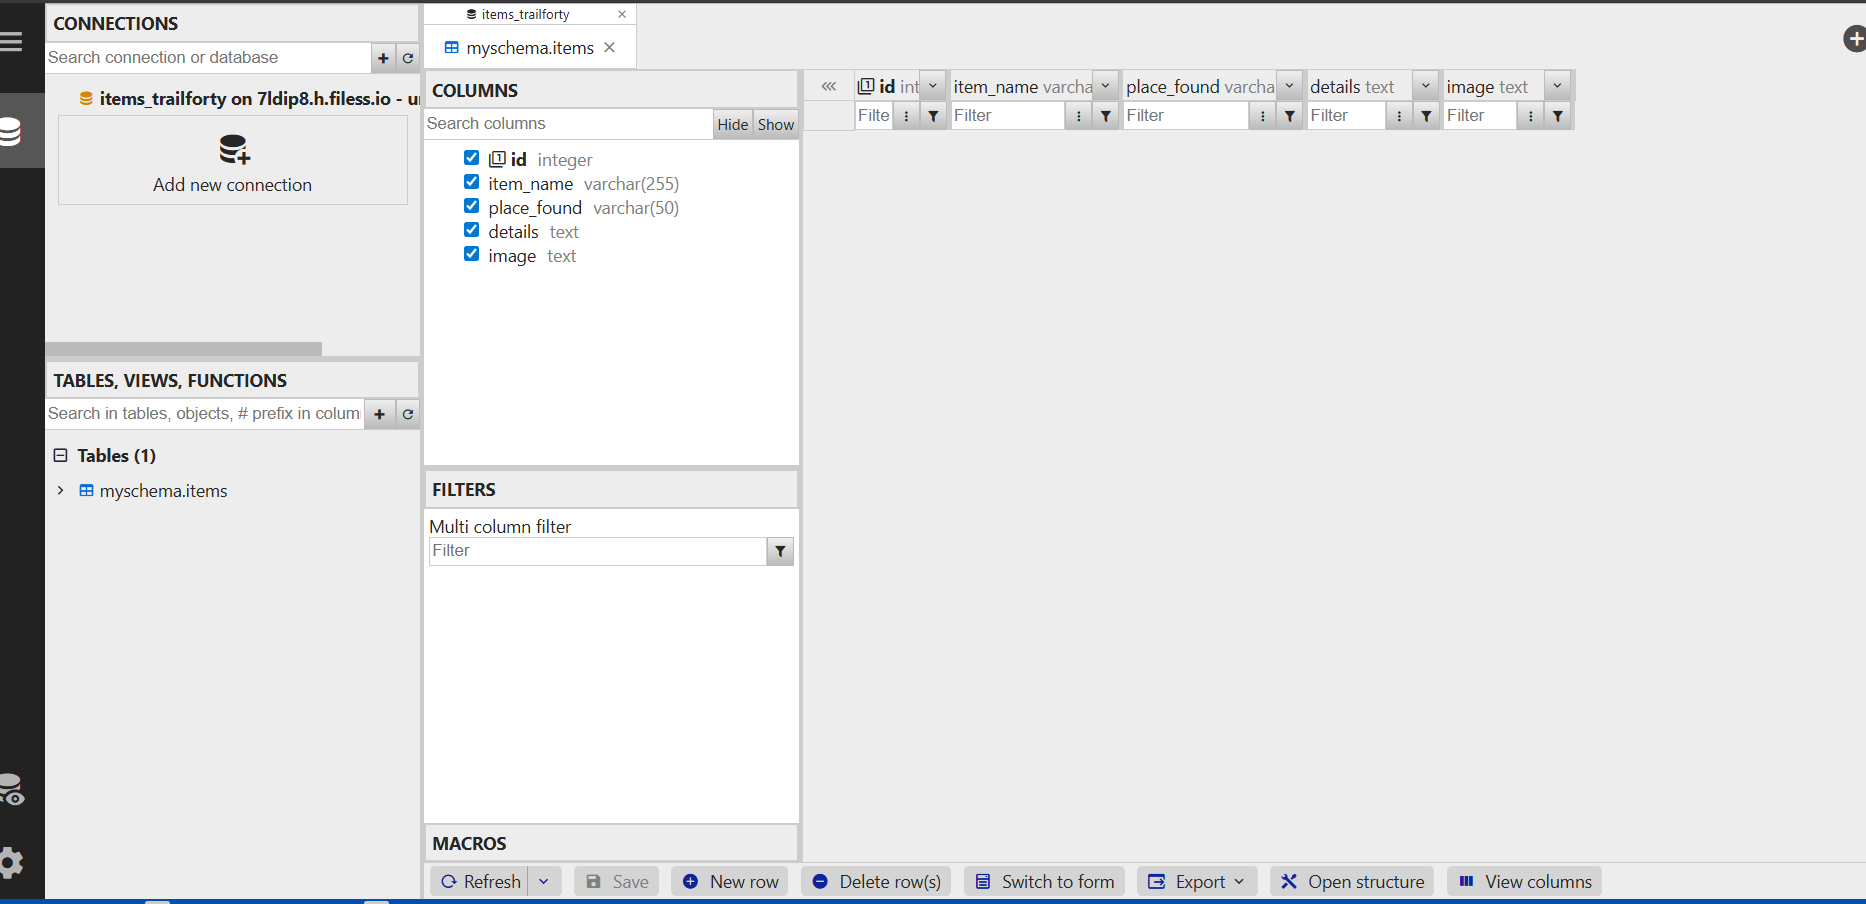 CONNECTIONS
Search connection or database
items_trailforty on 7ldip8.h.filess.io - u
Add new connection
TABLES, VIEWS, FUNCTIONS
Search in tables, objects, # prefix in colum
Tables (1)
myschema.items
items_trailforty
myschema.items
COLUMNS
Search columns
Hide
Show
id integer
item_name varchar(255)
place_found varchar(50)
details text
image text
FILTERS
Multi column filter
Filter
MACROS
id int
item_name varcha
place_found varcha
details text
image text
Filte
Filter
Filter
Filter
Filter
Refresh
Save
New row
Delete row(s)
Switch to form
Export
Open structure
View columns